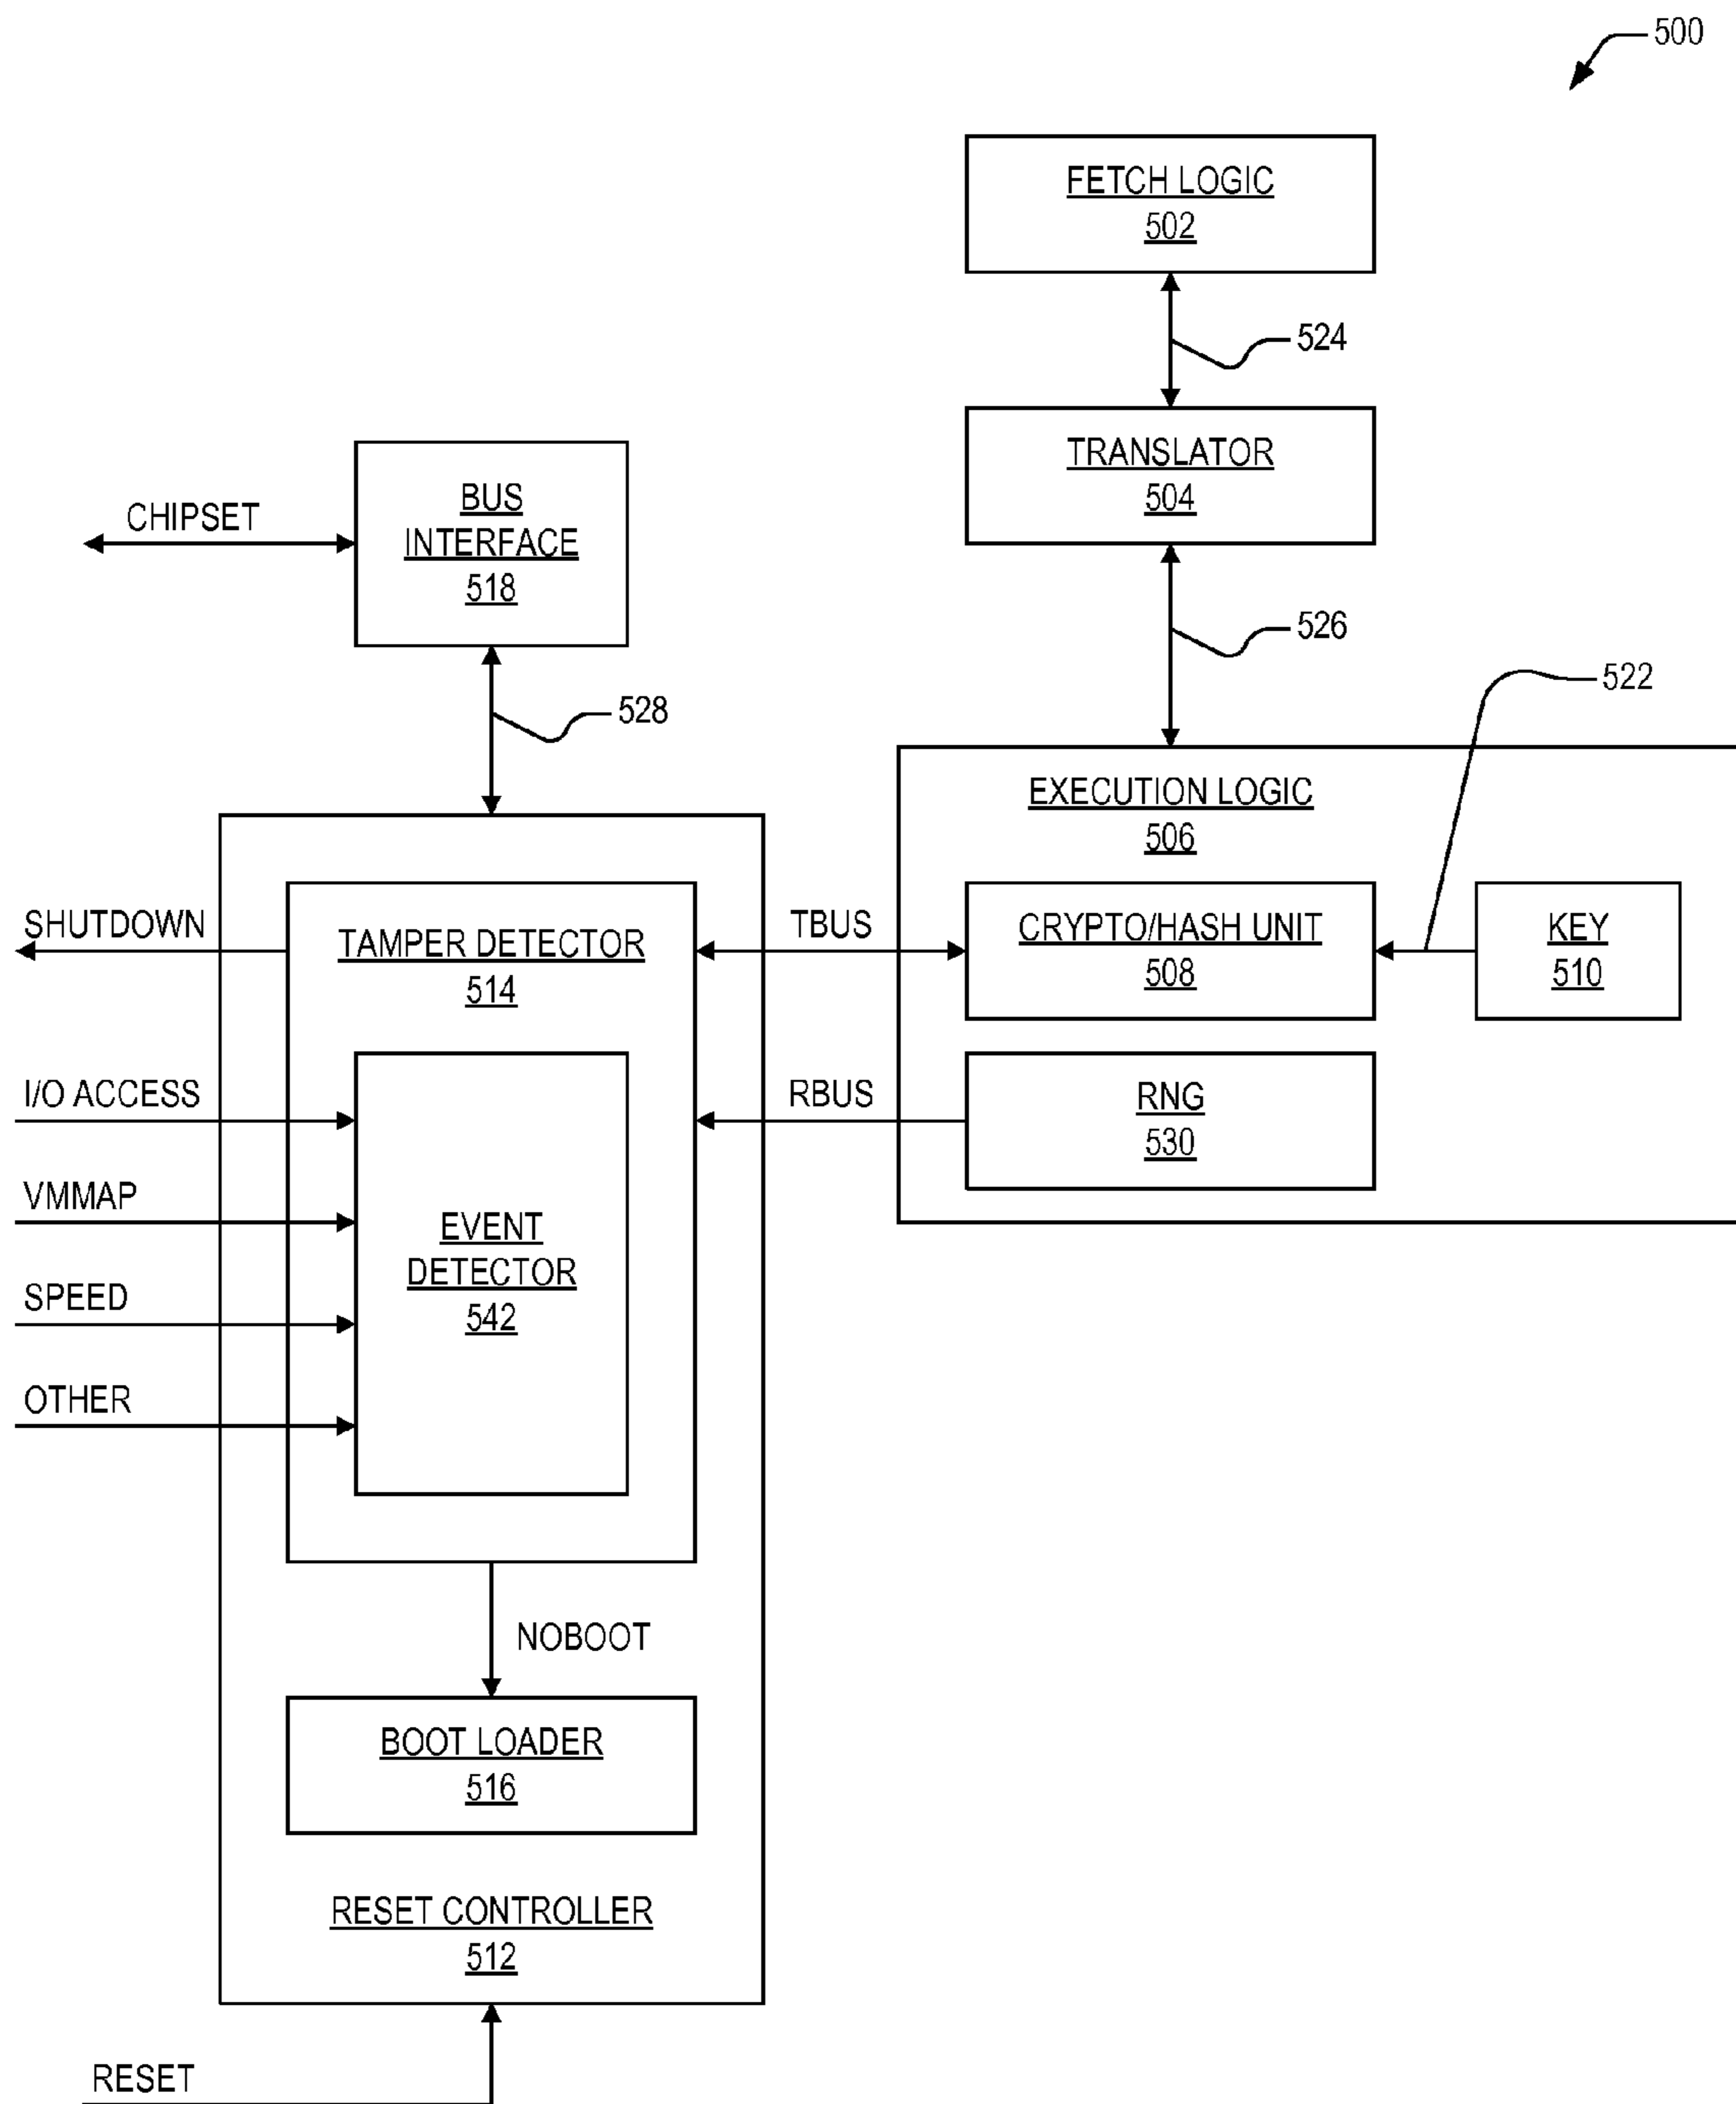 500
FETCH LOGIC
502
524
TRANSLATOR
504
BUS
INTERFACE
518
CHIPSET
526
522
528
EXECUTION LOGIC
506
SHUTDOWN
TAMPER DETECTOR
514
TBUS
CRYPTO/HASH UNIT
508
KEY
510
I/O ACCESS
RBUS
RNG
530
VMMAP
EVENT
DETECTOR
542
SPEED
OTHER
NOBOOT
BOOT LOADER
516
RESET CONTROLLER
512
RESET